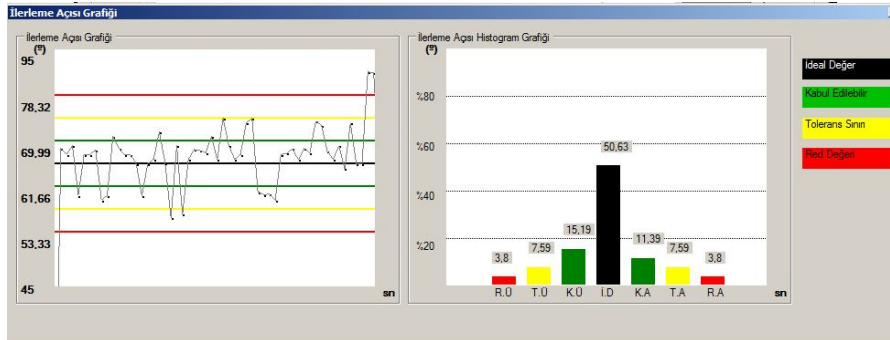 İlerleme Açısı Grafiği
İlerleme Açısı Grafiği
(º)
95
78,32
69,99
61,66
53,33
45
sn
İlerleme Açısı Histogram Grafiği
(º)
%80
%60
%40
%20
3,8
7,59
15,19
50,63
11,39
7,59
3,8
R.Ü T.Ü K.Ü İ.D K.A T.A R.A
sn
İdeal Değer
Kabul Edilebilir
Tolerans Sınırı
Red Değeri